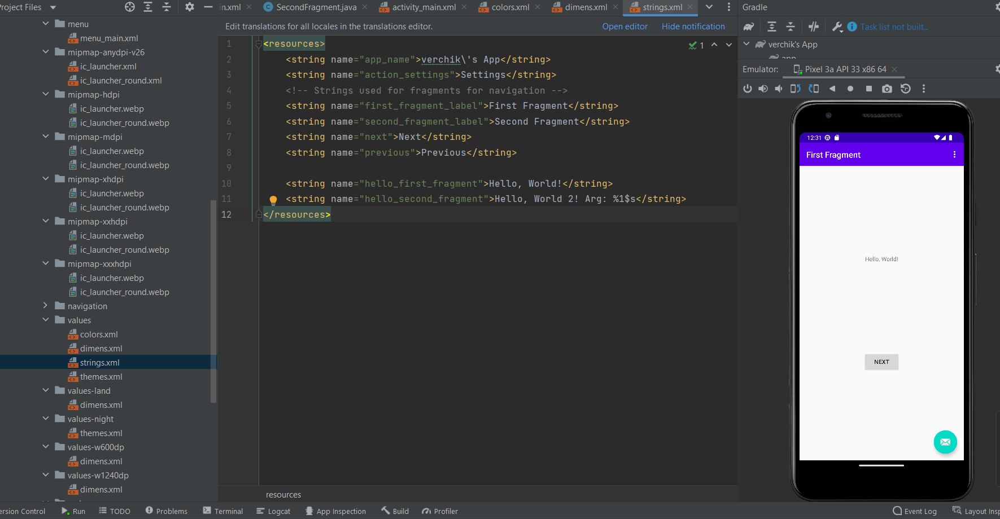 Project Files
menu
menu_main.xml
mipmap-anydpi-v26
ic_launcher.xml
ic_launcher_round.xml
mipmap-hdpi
ic_launcher.webp
ic_launcher_round.webp
mipmap-mdpi
ic_launcher.webp
ic_launcher_round.webp
mipmap-xhdpi
ic_launcher.webp
ic_launcher_round.webp
mipmap-xxhdpi
ic_launcher.webp
ic_launcher_round.webp
mipmap-xxxhdpi
ic_launcher.webp
ic_launcher_round.webp
navigation
values
colors.xml
dimens.xml
strings.xml
themes.xml
values-land
dimens.xml
values-night
themes.xml
values-w600dp
dimens.xml
values-w1240dp
dimens.xml
in.xml SecondFragment.java activity_main.xml colors.xml dimens.xml strings.xml
Edit translations for all locales in the translations editor. Open editor Hide notification
1 <resources> 1
2 <string name="app_name">verchik\'s App</string>
3 <string name="action_settings">Settings</string>
4 <!-- Strings used for fragments for navigation -->
5 <string name="first_fragment_label">First Fragment</string>
6 <string name="second_fragment_label">Second Fragment</string>
7 <string name="next">Next</string>
8 <string name="previous">Previous</string>
9
10 <string name="hello_first_fragment">Hello, World!</string>
11 <string name="hello_second_fragment">Hello, World 2! Arg: %1$s</string>
12 </resources>
resources
Gradle
Task list not built...
verchik's App
app
Emulator: Pixel 3a API 33 x86 64
12:31
First Fragment
Hello, World!
NEXT
ersion Control Run TODO Problems Terminal Logcat App Inspection Build Profiler Event Log Layout Insp